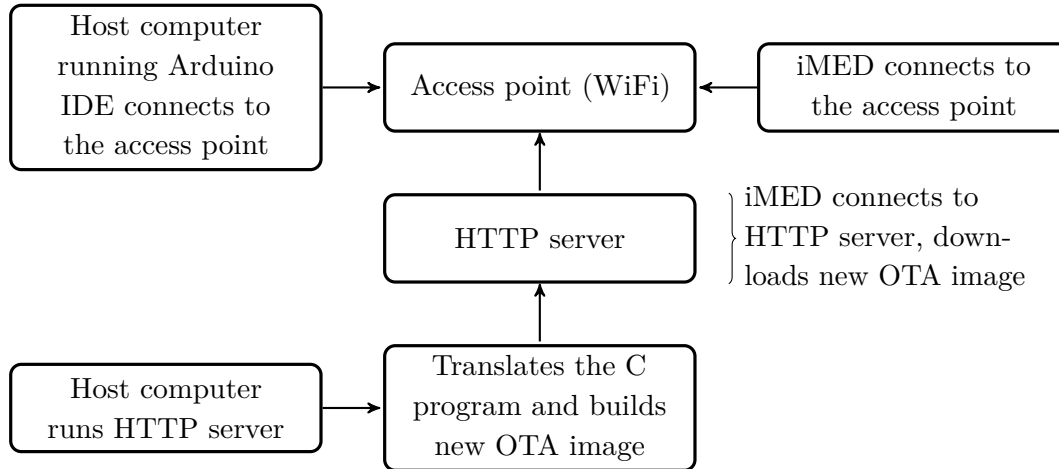 Host computer
running Arduino
IDE connects to
the access point
Access point (WiFi)
iMED connects to
the access point
HTTP server
iMED connects to
HTTP server, down-
loads new OTA image
Host computer
runs HTTP server
Translates the C
program and builds
new OTA image